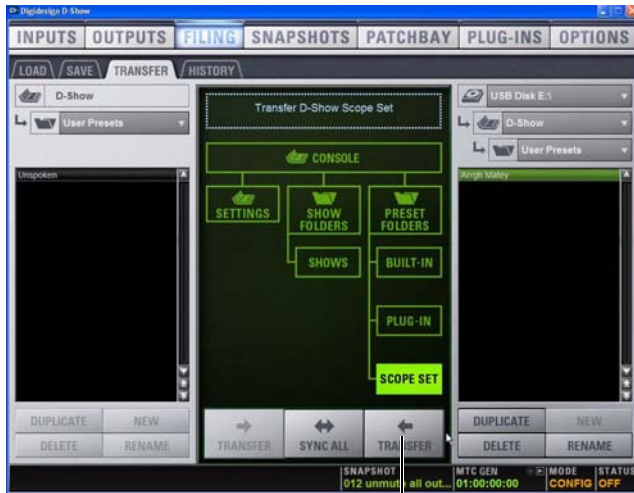 Digidesign D-Show
INPUTS OUTPUTS FILING SNAPSHOTS PATCHBAY PLUG-INS OPTIONS
LOAD SAVE TRANSFER HISTORY
D-Show
User Presets
Unspoken
DUPLICATE NEW
DELETE RENAME
Transfer D-Show Scope Set
CONSOLE
SETTINGS
SHOW FOLDERS
PRESET FOLDERS
SHOWS
BUILT-IN
PLUG-IN
SCOPE SET
TRANSFER SYNC ALL TRANSFER
USB Disk E:\
D-Show
User Presets
Arrgh Matey
DUPLICATE NEW
DELETE RENAME
SNAPSHOT
012 unmute all out...
MTC GEN
01:00:00:00
MODE
CONFIG
STATUS
OFF